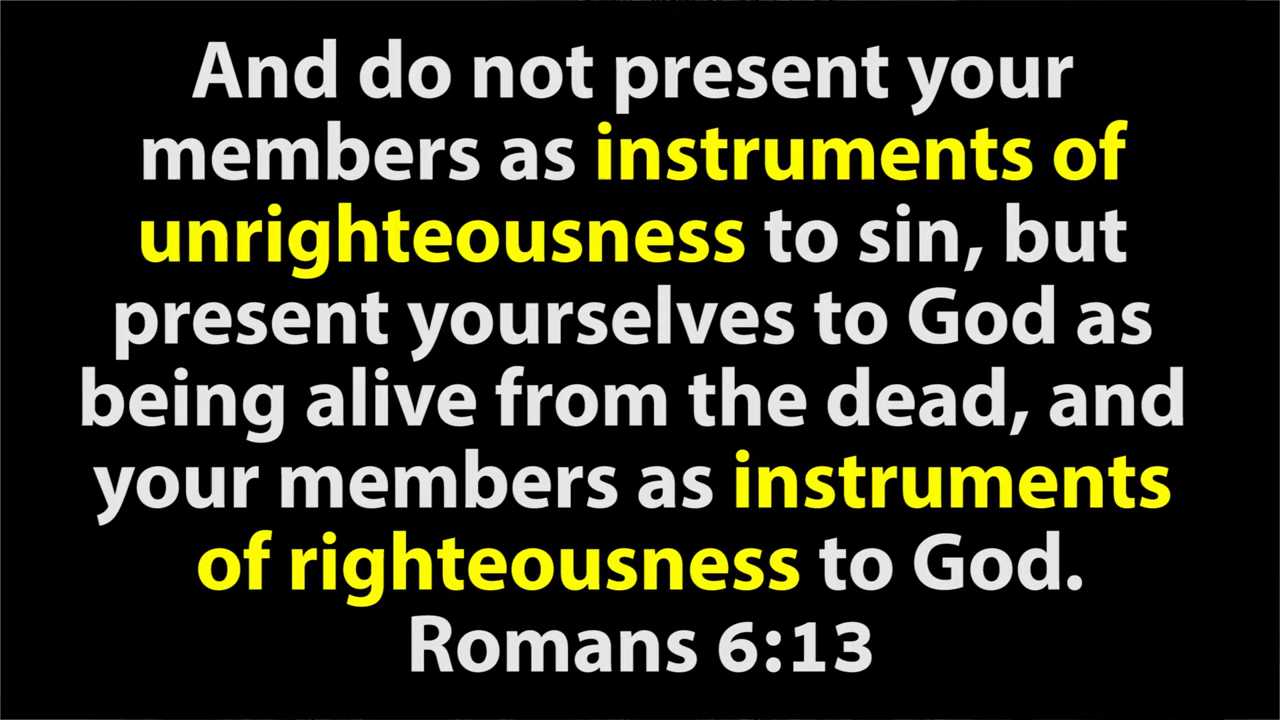 And do not present your
members as instruments of
unrighteousness to sin, but
present yourselves to God as
being alive from the dead, and
your members as instruments
of righteousness to God.
Romans 6:13